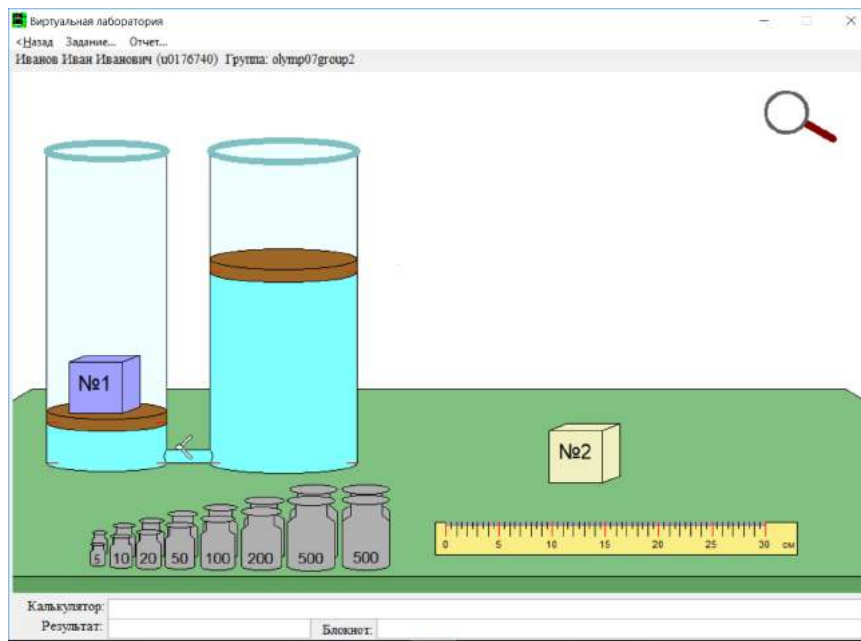 Виртуальная лаборатория
<Назад Задание... Отчет...
Иванов Иван Иванович (u0176740) Группа: olymp07group2
№1
№2
5 10 20 50 100 200 500 500
0 5 10 15 20 25 30 см
Калькулятор:
Результат: Блокнот: